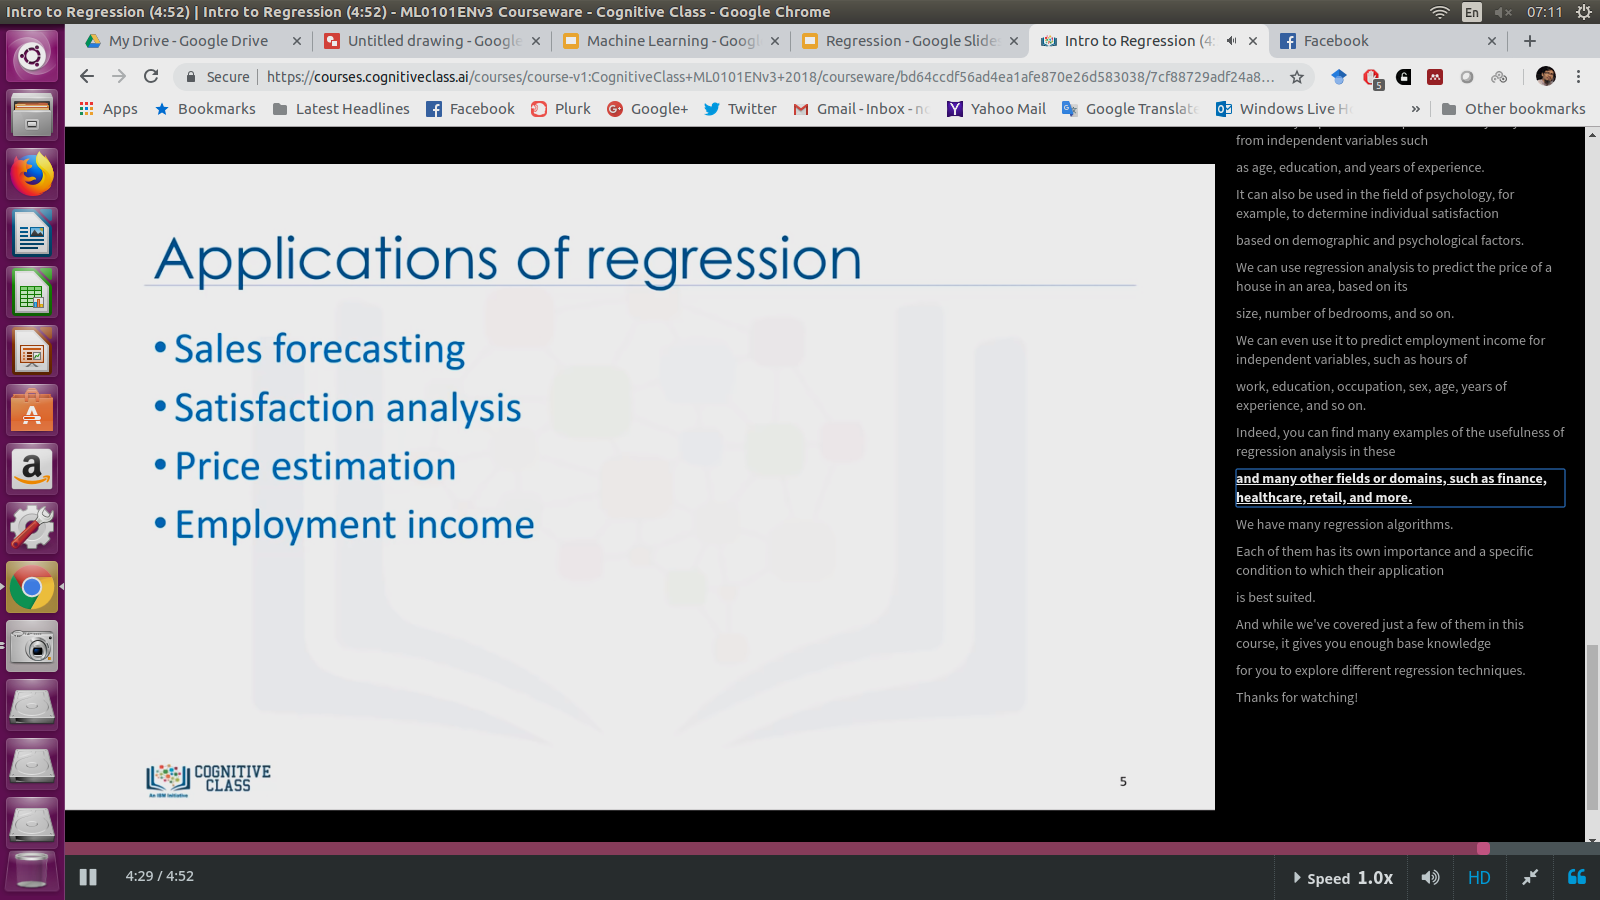 Intro to Regression (4:52) | Intro to Regression (4:52) - ML0101ENv3 Courseware - Cognitive Class - Google Chrome
En
07:11
My Drive - Google Drive
Untitled drawing - Google
Machine Learning - Googl
Regression - Google Slides
Intro to Regression (4:
Facebook
Secure
https://courses.cognitiveclass.ai/courses/course-v1:CognitiveClass+ML0101ENv3+2018/courseware/bd64ccdf56ad4ea1afe870e26d583038/7cf88729adf24a8...
5
Apps
Bookmarks
Latest Headlines
Facebook
Plurk
Google+
Twitter
Gmail - Inbox - no
Yahoo Mail
Google Translate
Windows Live H
»
Other bookmarks
Applications of regression
• Sales forecasting
• Satisfaction analysis
• Price estimation
• Employment income
COGNITIVE
CLASS
An IBM Initiative
5
from independent variables such
as age, education, and years of experience.
It can also be used in the field of psychology, for
example, to determine individual satisfaction
based on demographic and psychological factors.
We can use regression analysis to predict the price of a
house in an area, based on its
size, number of bedrooms, and so on.
We can even use it to predict employment income for
independent variables, such as hours of
work, education, occupation, sex, age, years of
experience, and so on.
Indeed, you can find many examples of the usefulness of
regression analysis in these
and many other fields or domains, such as finance,
healthcare, retail, and more.
We have many regression algorithms.
Each of them has its own importance and a specific
condition to which their application
is best suited.
And while we've covered just a few of them in this
course, it gives you enough base knowledge
for you to explore different regression techniques.
Thanks for watching!
4:29 / 4:52
Speed 1.0x
HD